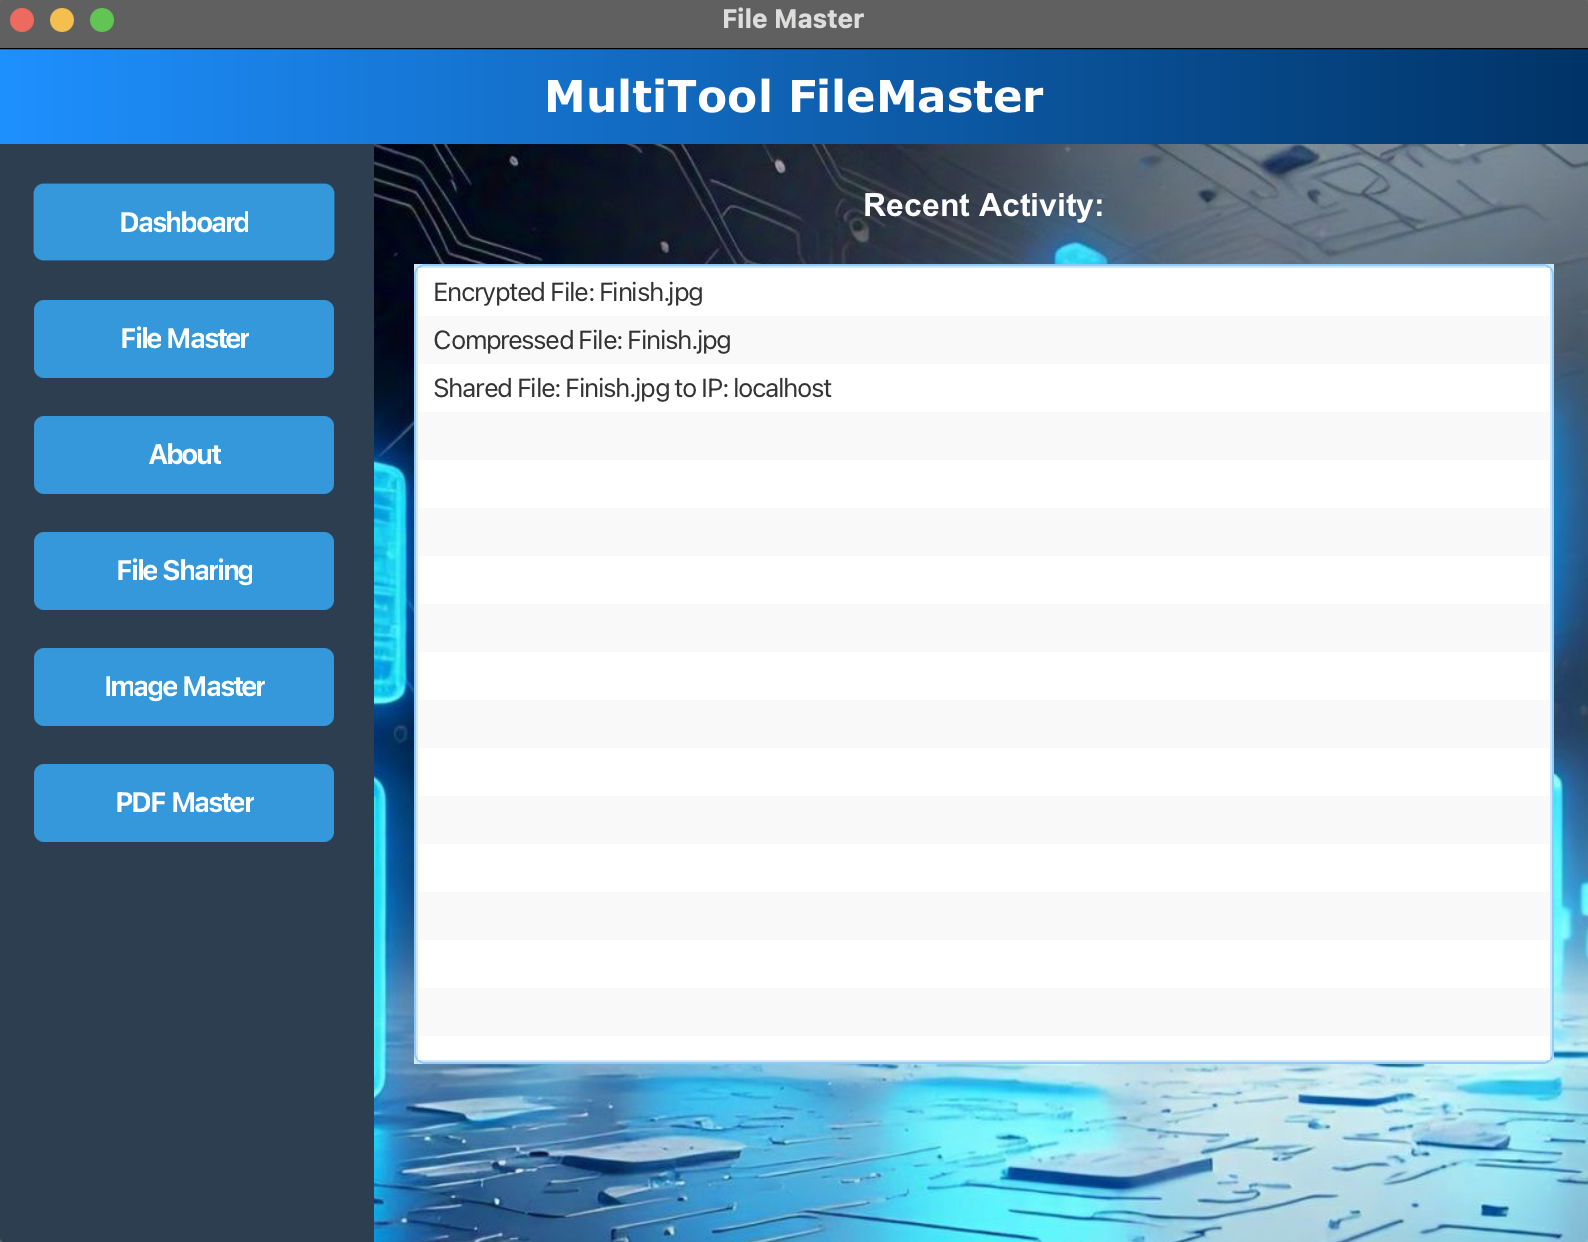 File Master
MultiTool FileMaster
Dashboard
File Master
About
File Sharing
Image Master
PDF Master
Recent Activity:
Encrypted File: Finish.jpg
Compressed File: Finish.jpg
Shared File: Finish.jpg to IP: localhost